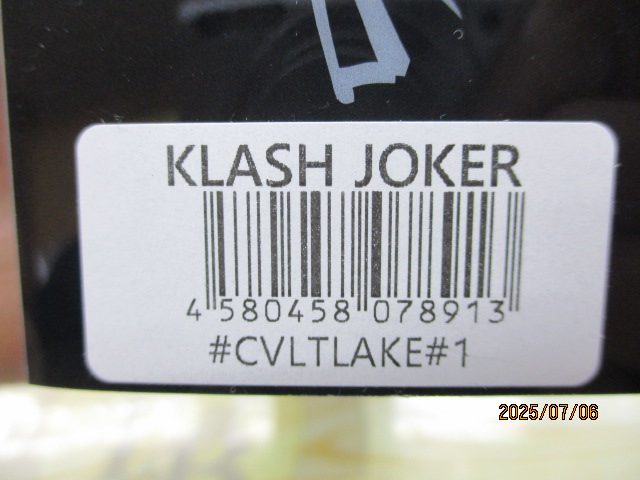 KLASH JOKER
4 580458 078913
#CVLTLAKE#1
2025/07/06